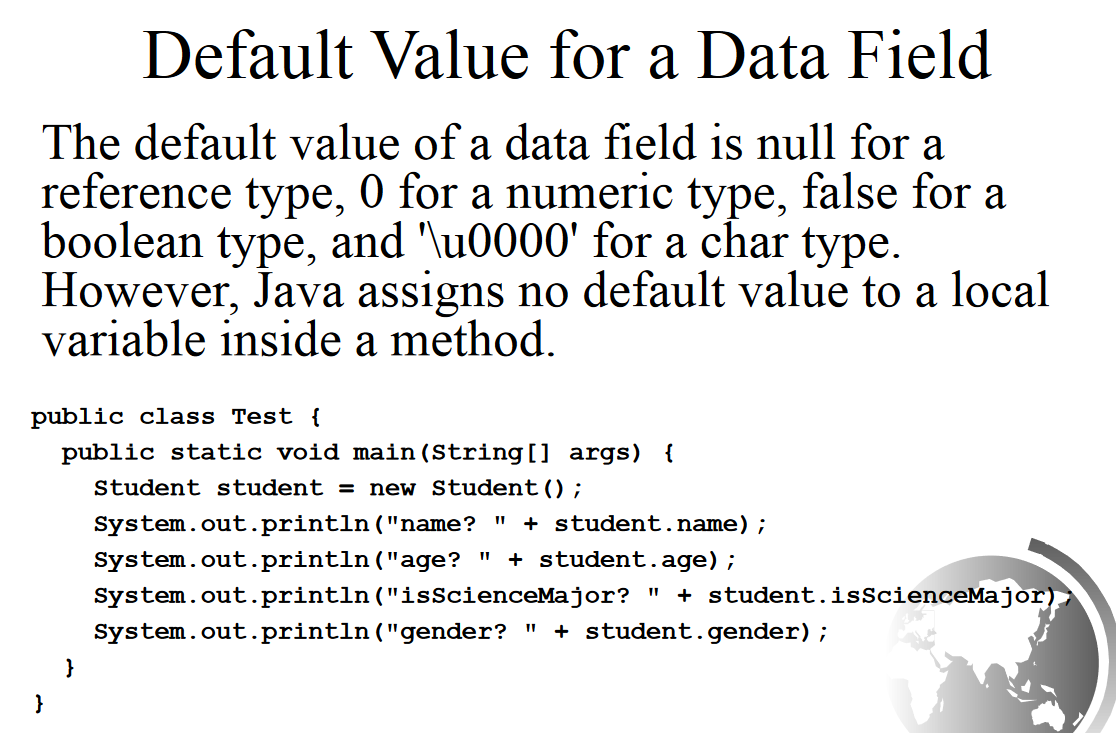 Default Value for a Data Field
The default value of a data field is null for a
reference type, 0 for a numeric type, false for a
boolean type, and '\u0000' for a char type.
However, Java assigns no default value to a local
variable inside a method.
public class Test {
  public static void main(String[] args) {
    Student student = new Student();
    System.out.println("name? " + student.name);
    System.out.println("age? " + student.age);
    System.out.println("isScienceMajor? " + student.isScienceMajor);
    System.out.println("gender? " + student.gender);
  }
}